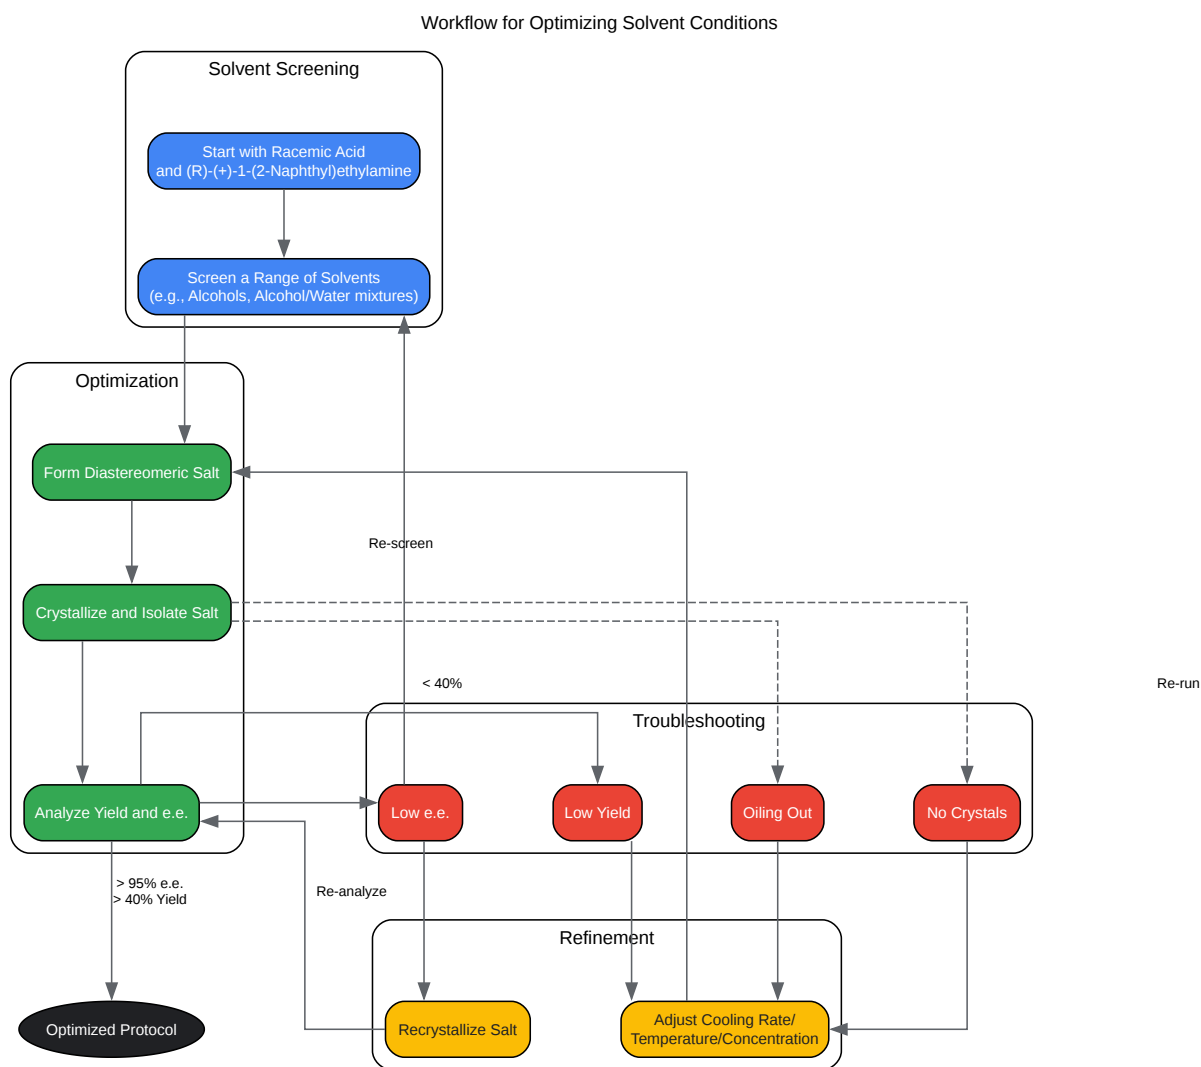 Workflow for Optimizing Solvent Conditions
Solvent Screening
Start with Racemic Acid
and (R)-(+)-1-(2-Naphthyl)ethylamine
Screen a Range of Solvents
(e.g., Alcohols, Alcohol/Water mixtures)
Optimization
Form Diastereomeric Salt
Re-screen
Crystallize and Isolate Salt
< 40%
Re-run
Troubleshooting
Analyze Yield and e.e.
Low e.e.
Low Yield
Oiling Out
No Crystals
> 95% e.e.
> 40% Yield
Re-analyze
Refinement
Optimized Protocol
Recrystallize Salt
Adjust Cooling Rate/
Temperature/Concentration